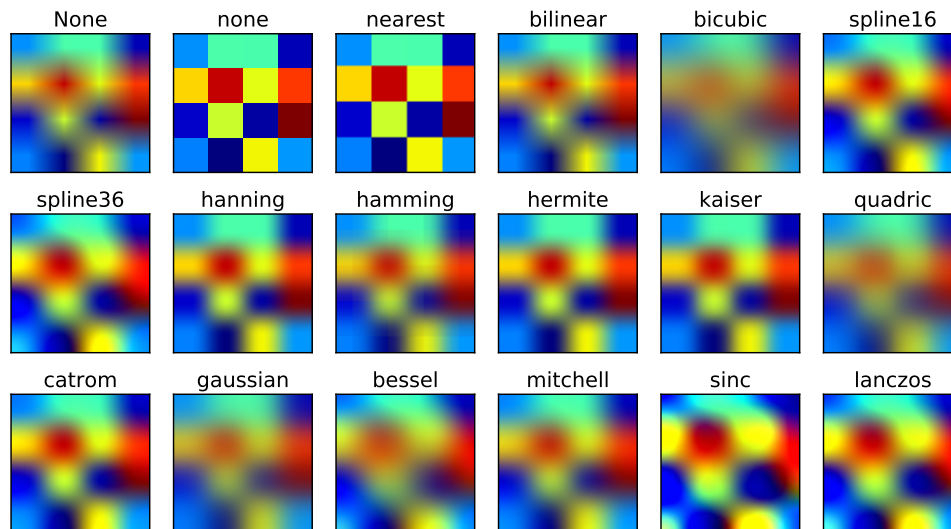 None none nearest bilinear bicubic spline16
spline36 hanning hamming hermite kaiser quadric
catrom gaussian bessel mitchell sinc lanczos